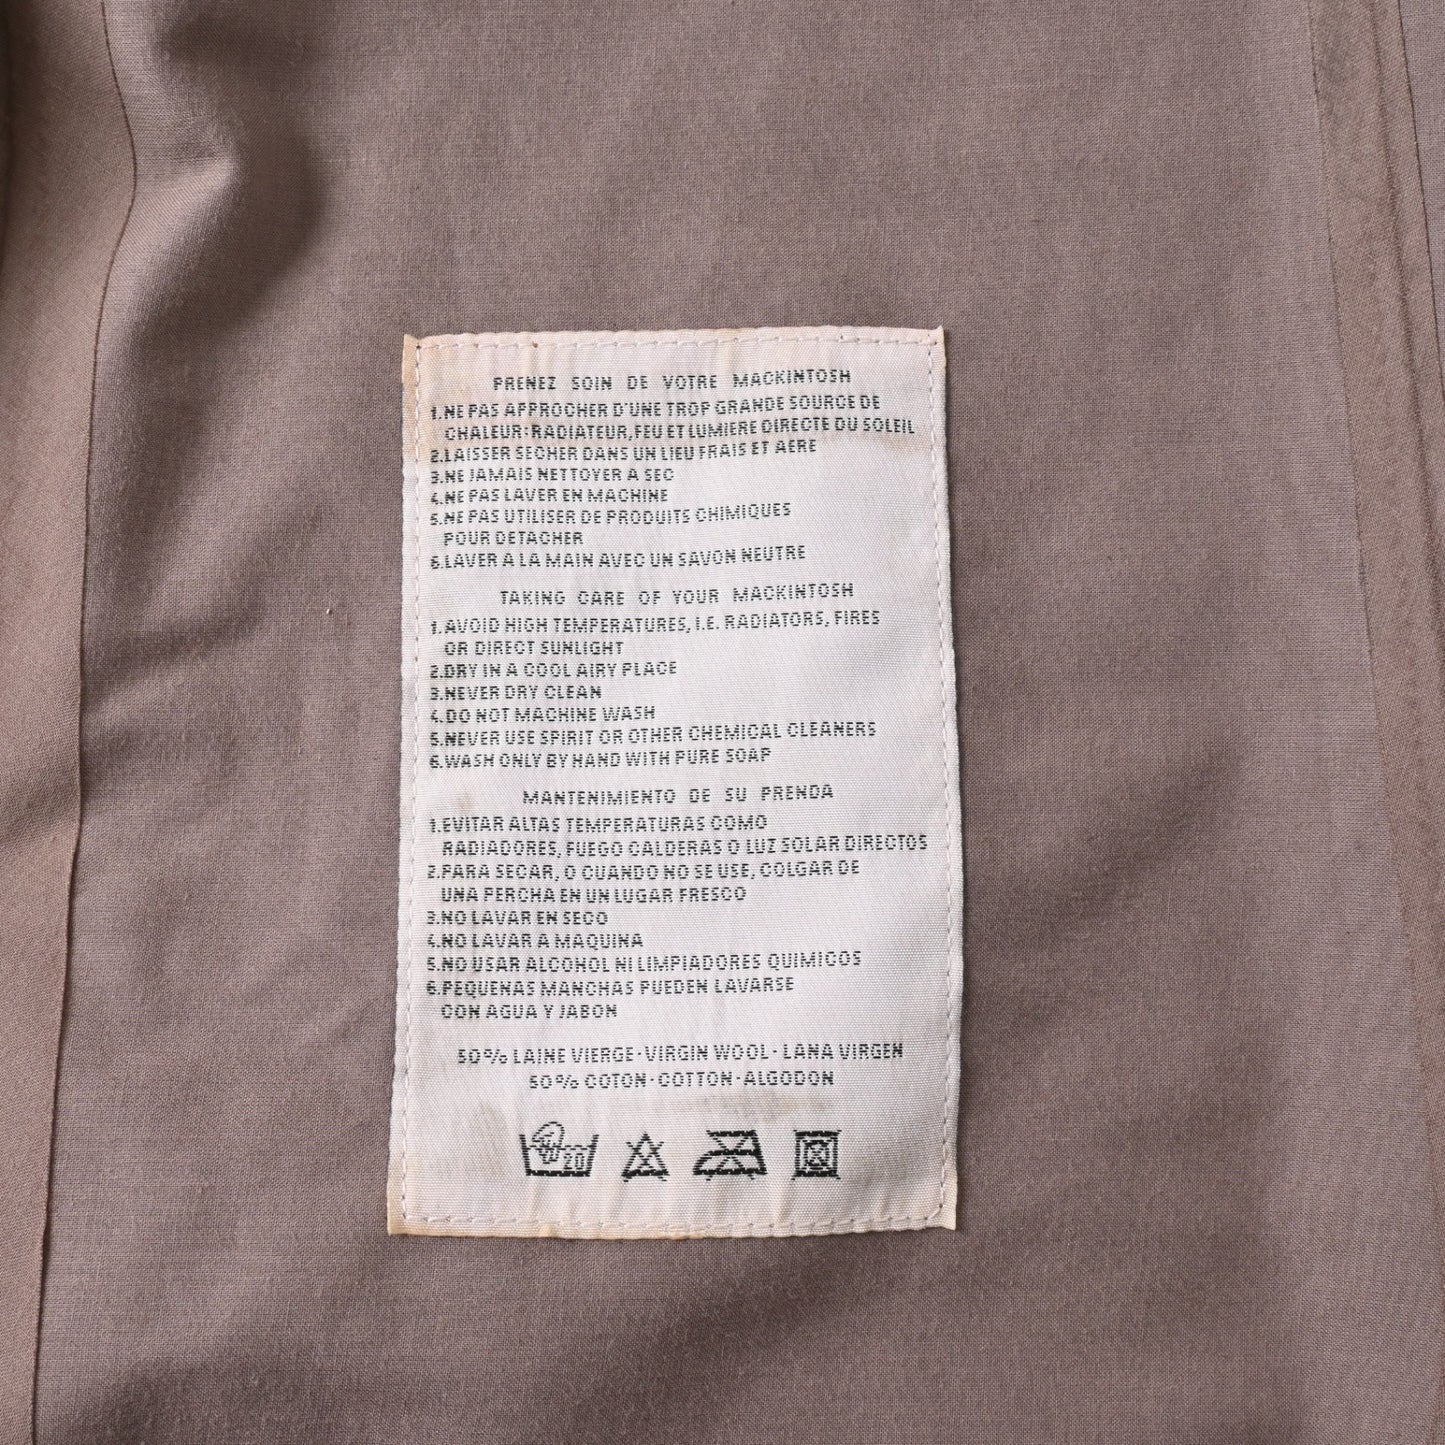 PRENEZ SOIN DE VOTRE MACKINTOSH
1.NE PAS APPROCHER D'UNE TROP GRANDE SOURCE DE
CHALEUR:RADIATEUR,FEU ET LUMIERE DIRECTE DU SOLEIL
2.LAISSER SECHER DANS UN LIEU FRAIS ET AERE
3.NE JAMAIS NETTOYER A SEC
4.NE PAS LAVER EN MACHINE
5.NE PAS UTILISER DE PRODUITS CHIMIQUES
POUR DETACHER
6.LAVER A LA MAIN AVEC UN SAVON NEUTRE
TAKING CARE OF YOUR MACKINTOSH
1.AVOID HIGH TEMPERATURES, I.E. RADIATORS, FIRES
OR DIRECT SUNLIGHT
2.DRY IN A COOL AIRY PLACE
3.NEVER DRY CLEAN
4.DO NOT MACHINE WASH
5.NEVER USE SPIRIT OR OTHER CHEMICAL CLEANERS
6.WASH ONLY BY HAND WITH PURE SOAP
MANTENIMIENTO DE SU PRENDA
1.EVITAR ALTAS TEMPERATURAS COMO
RADIADORES, FUEGO CALDERAS O LUZ SOLAR DIRECTOS
2.PARA SECAR, O CUANDO NO SE USE, COLGAR DE
UNA PERCHA EN UN LUGAR FRESCO
3.NO LAVAR EN SECO
4.NO LAVAR A MAQUINA
5.NO USAR ALCOHOL NI LIMPIADORES QUIMICOS
6.PEQUENAS MANCHAS PUEDEN LAVARSE
CON AGUA Y JABON
50% LAINE VIERGE·VIRGIN WOOL·LANA VIRGEN
50% COTON·COTTON·ALGODON
20